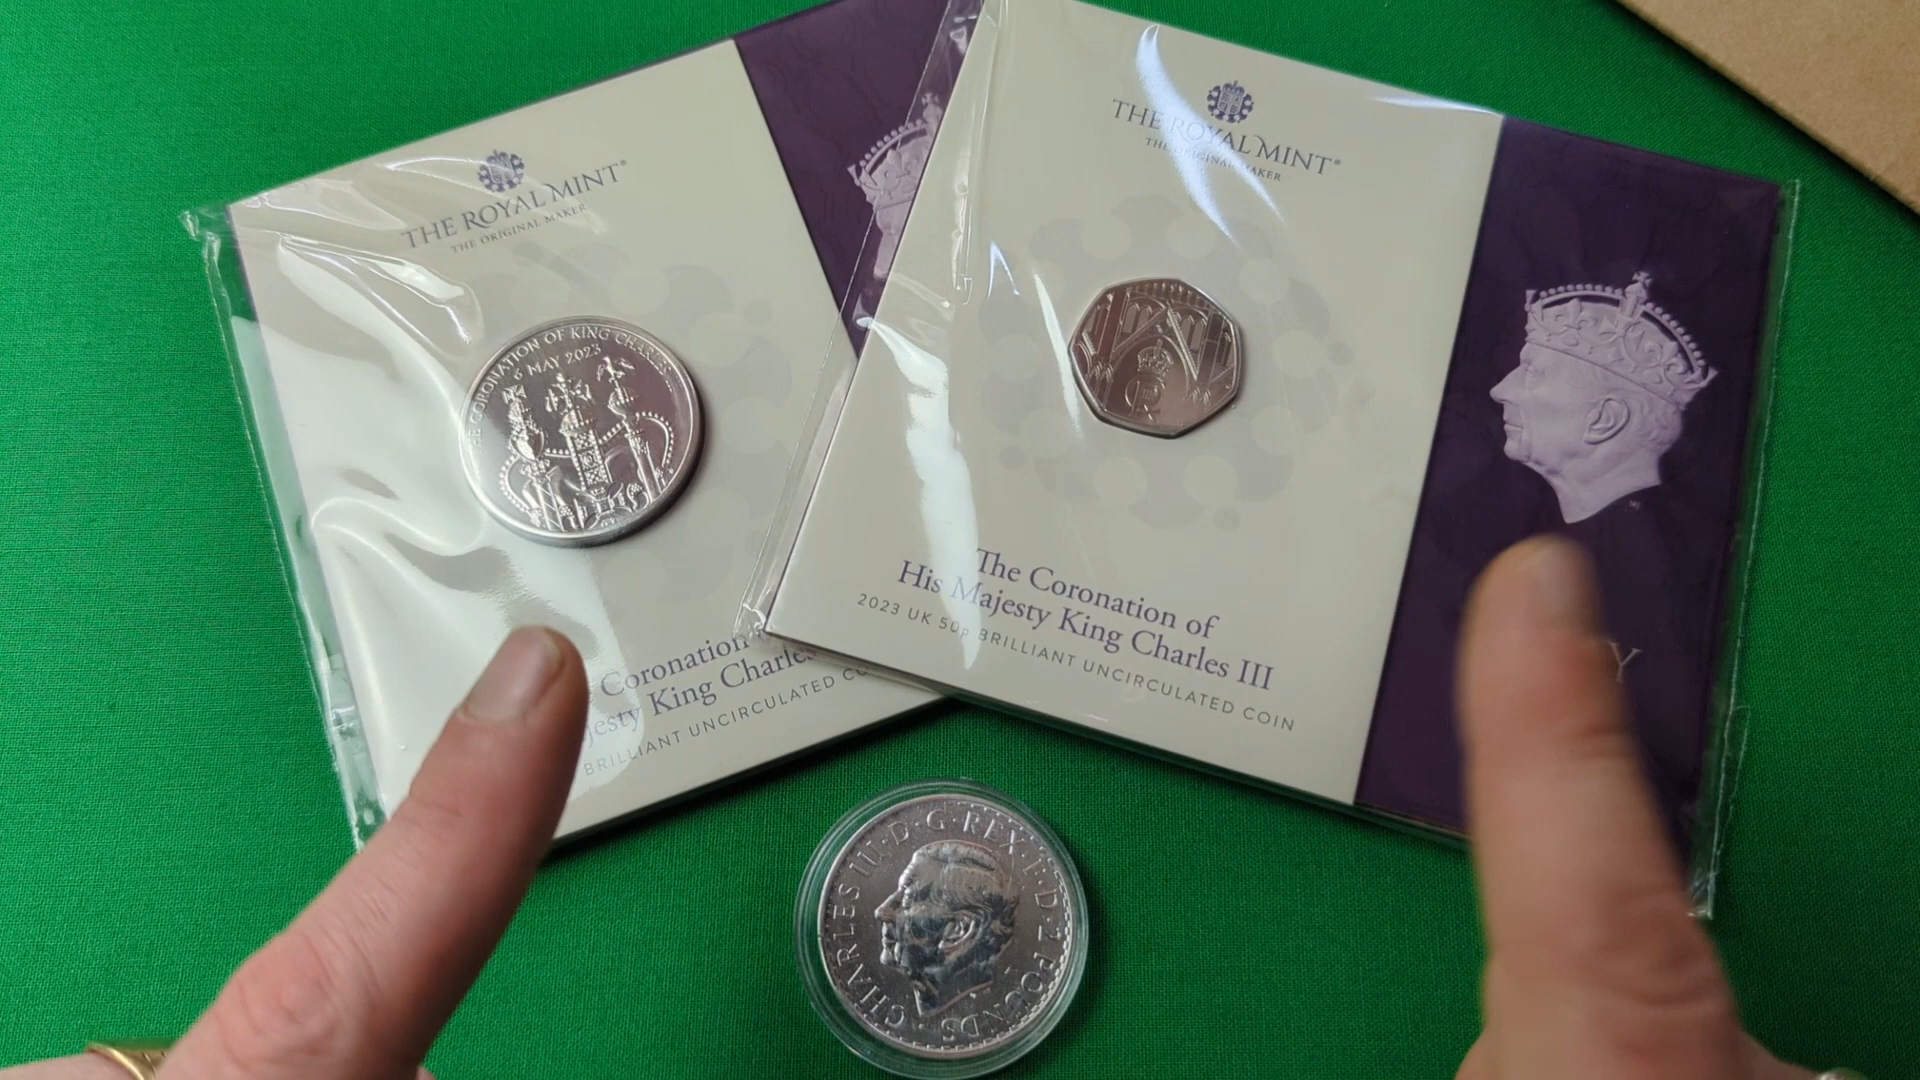 THE ROYAL MINT®
THE ORIGINAL MAKER
THE CORONATION OF KING CHARLES
6 MAY 2023
Coronation
jesty King Charles
BRILLIANT UNCIRCULATED CO
THE ROYAL MINT®
THE ORIGINAL MAKER
The Coronation of
His Majesty King Charles III
2023 UK 50p BRILLIANT UNCIRCULATED COIN
Y
CHARLES III·D·G·REX·F·D·2 POUNDS·